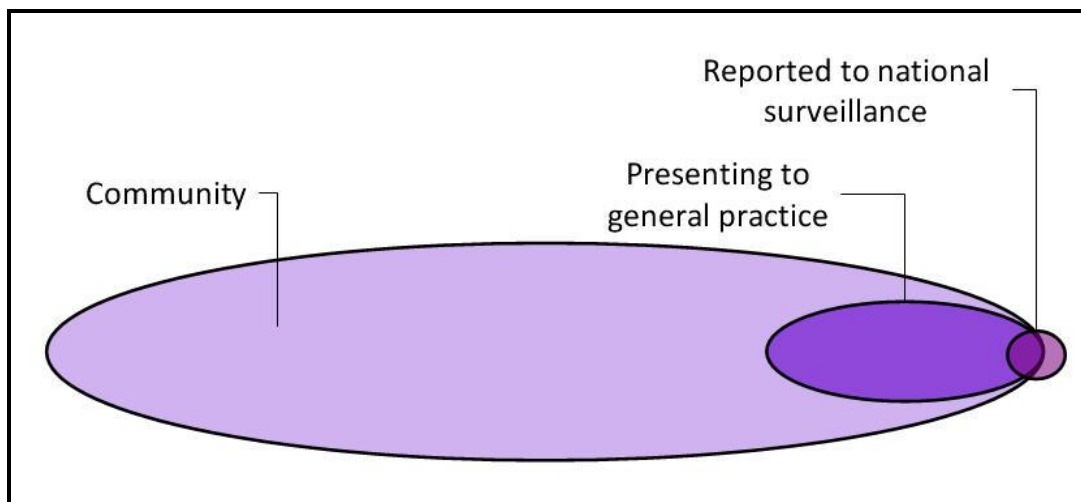 Reported to national
surveillance
Presenting to
general practice
Community